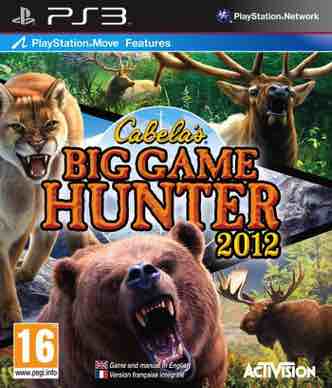 PS3
PlayStation®Network
PlayStation®Move Features
Cabela's
BIG GAME
HUNTER
2012
16
www.pegi.info
Game and manual in English
Version française intégrale
ACTIVISION